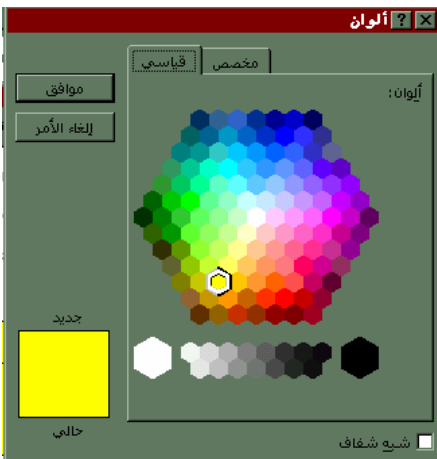 ألوان
مخصص
قياسي
موافق
إلغاء الأمر
ألوان:
جديد
حالي
شبه شفاف